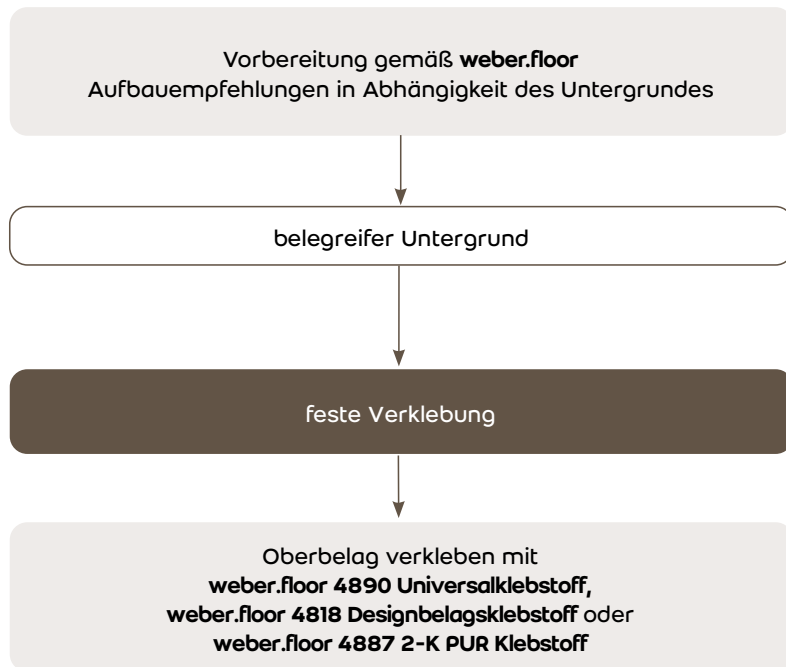 Vorbereitung gemäß weber.floor
Aufbauempfehlungen in Abhängigkeit des Untergrundes
belegreifer Untergrund
feste Verklebung
Oberbelag verkleben mit
weber.floor 4890 Universalklebstoff,
weber.floor 4818 Designbelagsklebstoff oder
weber.floor 4887 2-K PUR Klebstoff